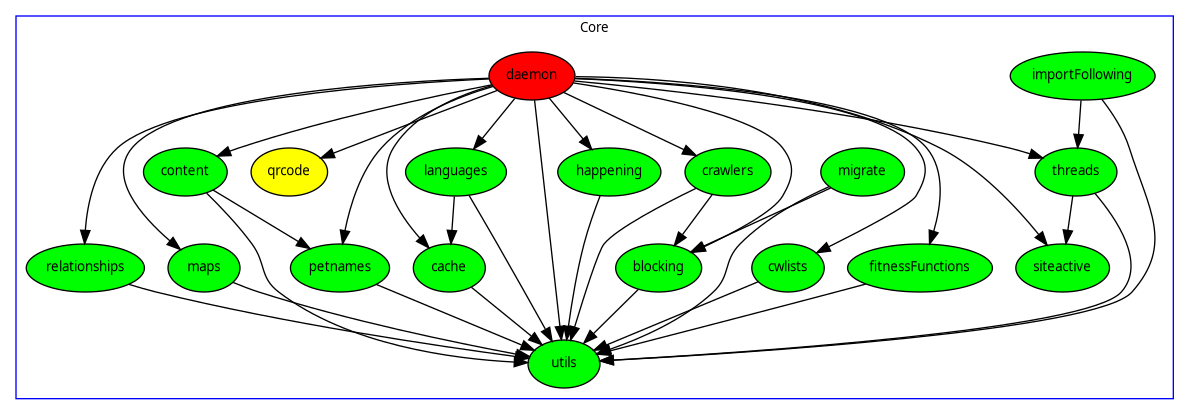 Core
daemon
importFollowing
content
qrcode
languages
happening
crawlers
migrate
threads
relationships
maps
petnames
cache
blocking
cwlists
fitnessFunctions
siteactive
utils